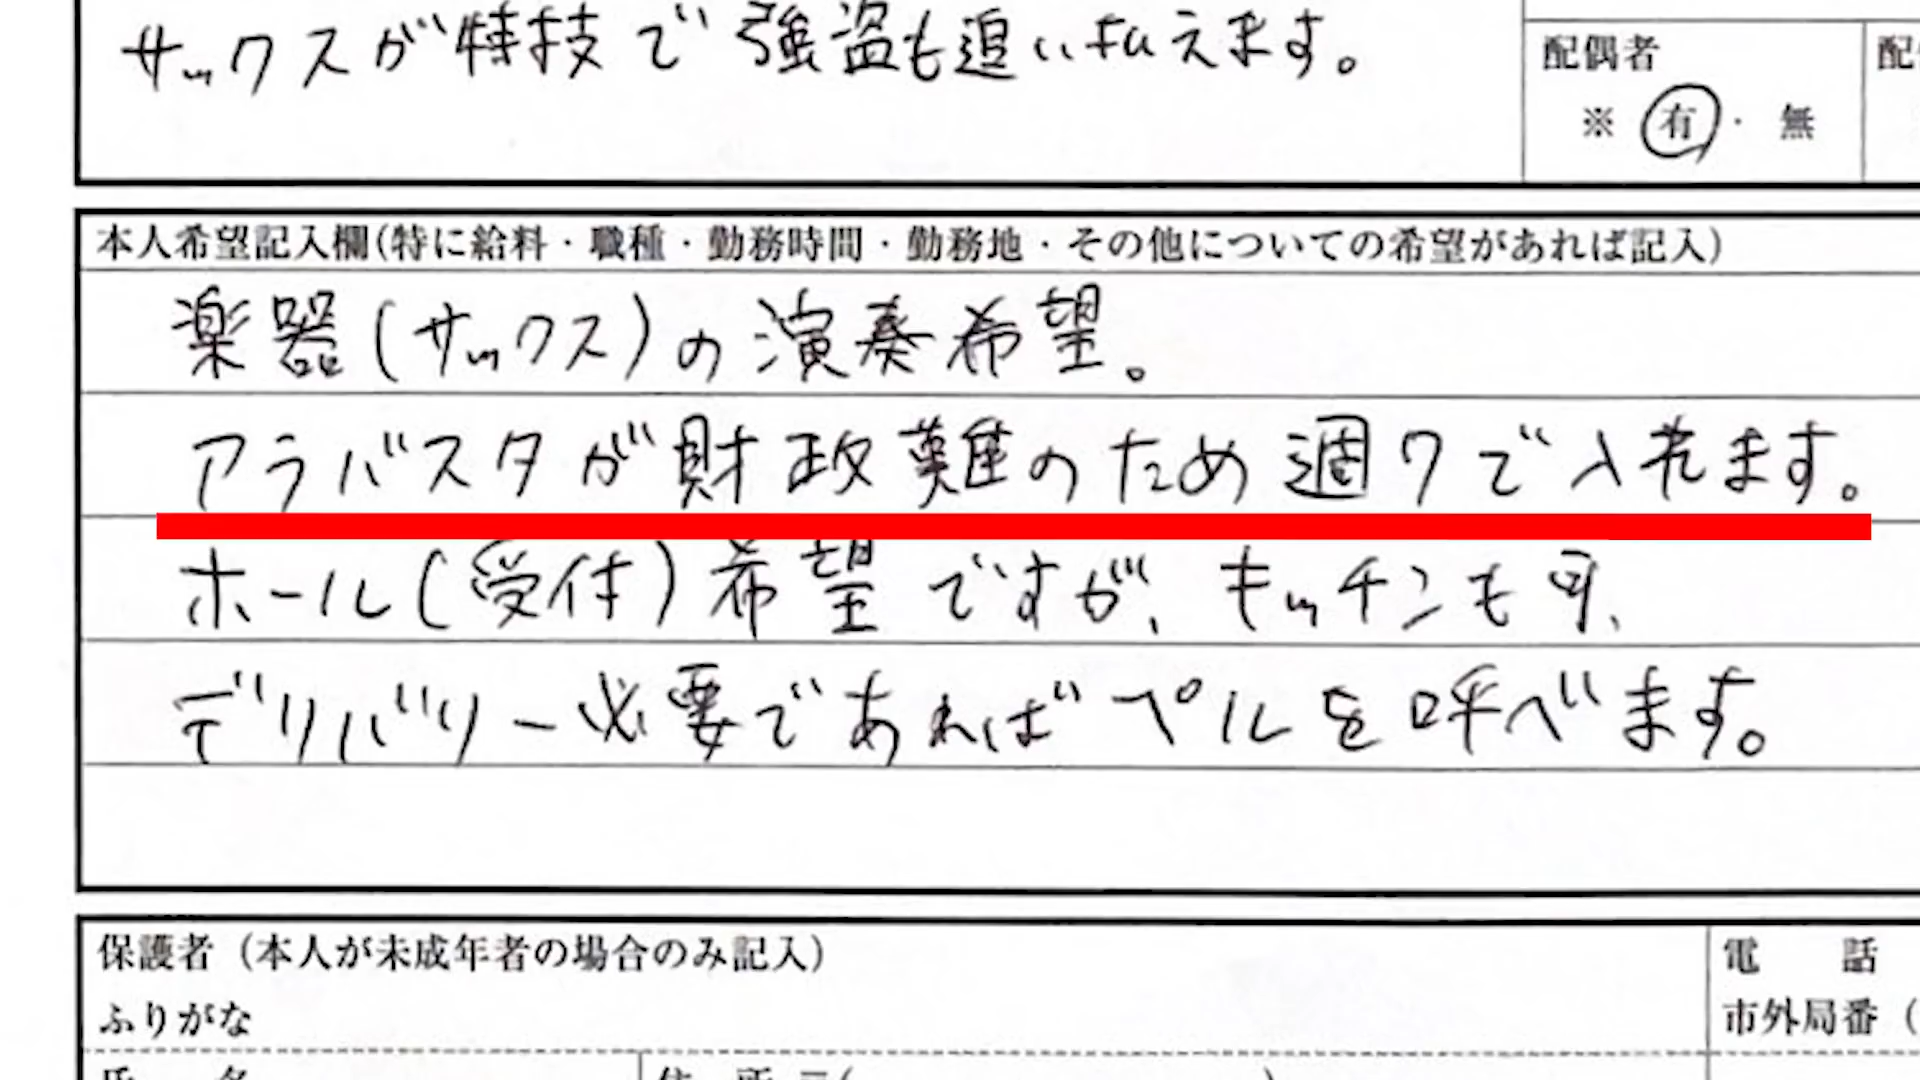 サックスが特技で強盗も追い払えます。
配偶者
※ 有 ・ 無
本人希望記入欄(特に給料・職種・勤務時間・勤務地・その他についての希望があれば記入)
楽器(サックス)の演奏希望。
アラバスタが財政難のため週7で入れます。
ホール(受付)希望ですが、キッチンも可、
デリバリー必要であればペルを呼べます。
保護者(本人が未成年者の場合のみ記入)
電 話
ふりがな
市外局番(